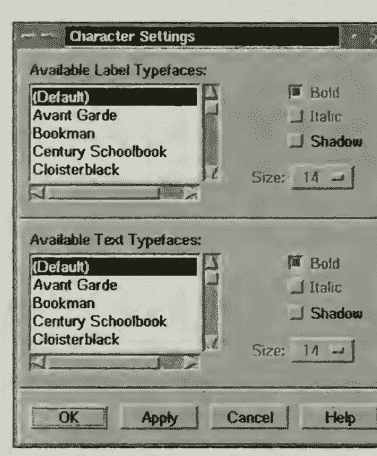 Character Settings
Available Label Typefaces:
(Default)
Avant Garde
Bookman
Century Schoolbook
Cloisterblack
Bold
Italic
Shadow
Size: 14
Available Text Typefaces:
(Default)
Avant Garde
Bookman
Century Schoolbook
Cloisterblack
Bold
Italic
Shadow
Size: 14
OK Apply Cancel Help